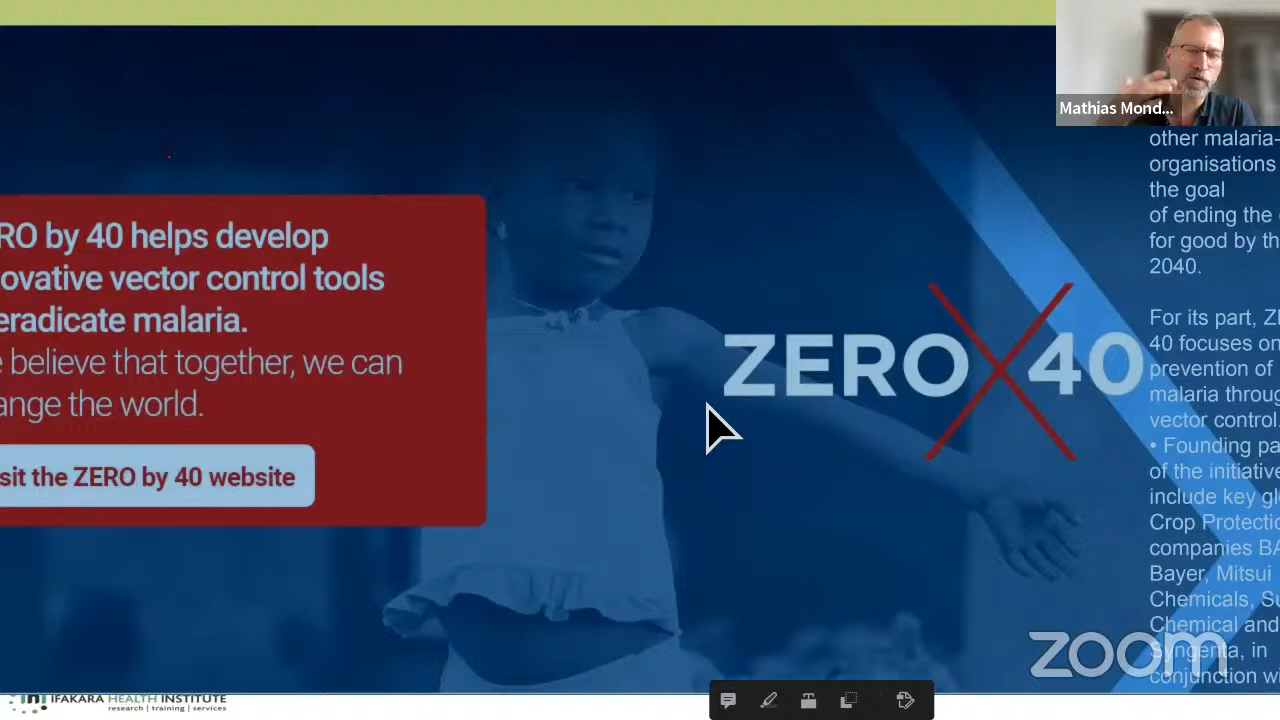 Mathias Mond...
RO by 40 helps develop
ovative vector control tools
eradicate malaria.
e believe that together, we can
ange the world.
sit the ZERO by 40 website
ZERO X 40
other malaria-
organisations
the goal
of ending the
for good by th
2040.
For its part, ZE
40 focuses on
prevention of
malaria throug
vector control.
• Founding pa
of the initiative
include key gl
Crop Protectio
companies BA
Bayer, Mitsui
Chemicals, Su
Chemical and
Syngenta, in
conjunction wi
zoom
IFAKARA HEALTH INSTITUTE
research | training | services